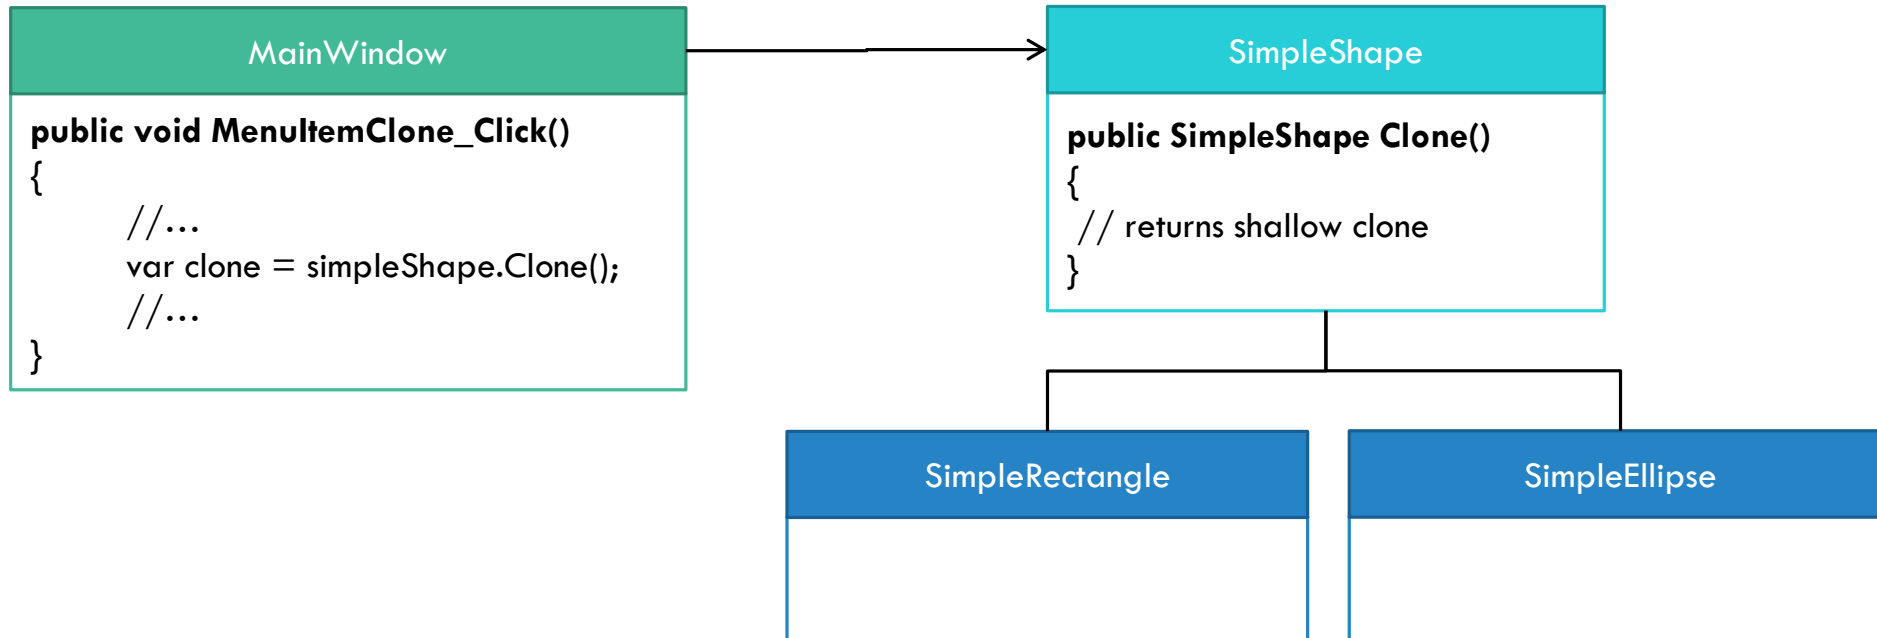 MainWindow
public void MenuItemClone_Click()
{
//...
var clone = simpleShape.Clone();
//...
}
SimpleShape
public SimpleShape Clone()
{
// returns shallow clone
}
SimpleRectangle
SimpleEllipse